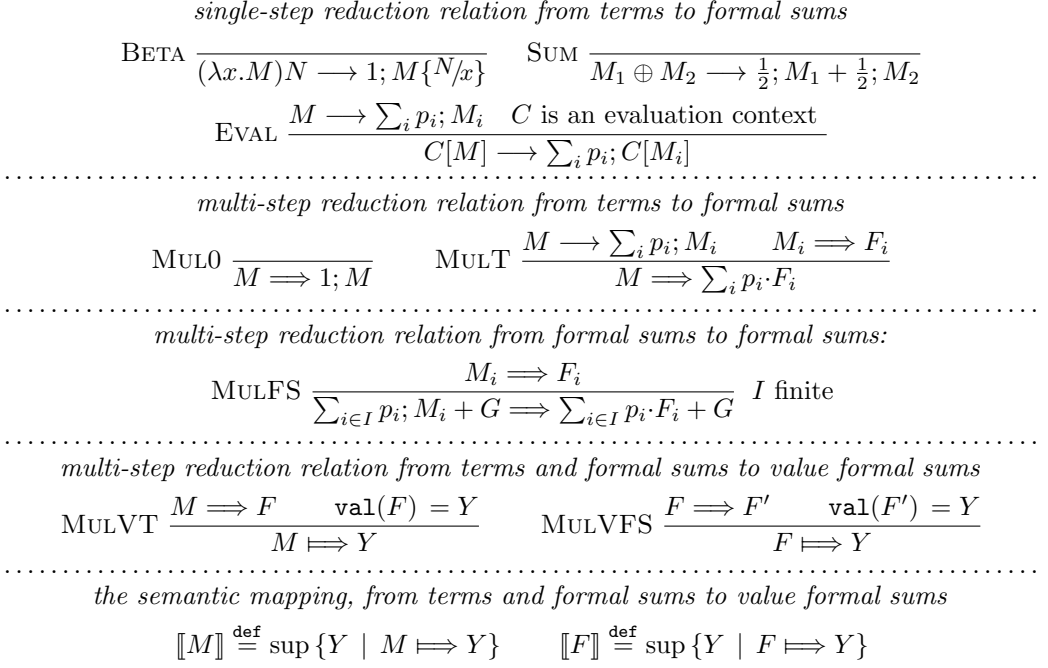 single-step reduction relation from terms to formal sums
BETA (λx.M)N ⟶ 1; M{N/x}   SUM M₁ ⊕ M₂ ⟶ ½; M₁ + ½; M₂
EVAL M ⟶ ∑ᵢ pᵢ; Mᵢ   C is an evaluation context
C[M] ⟶ ∑ᵢ pᵢ; C[Mᵢ]
multi-step reduction relation from terms to formal sums
MUL0 M ⟹ 1; M   MULT M ⟶ ∑ᵢ pᵢ; Mᵢ   Mᵢ ⟹ Fᵢ
M ⟹ ∑ᵢ pᵢ·Fᵢ
multi-step reduction relation from formal sums to formal sums:
MULFS Mᵢ ⟹ Fᵢ
∑i∈I pᵢ; Mᵢ + G ⟹ ∑i∈I pᵢ·Fᵢ + G   I finite
multi-step reduction relation from terms and formal sums to value formal sums
MULVT M ⟹ F   val(F) = Y   MULVFS F ⟹ F′   val(F′) = Y
M ⟾ Y   F ⟾ Y
the semantic mapping, from terms and formal sums to value formal sums
⟦M⟧ def= sup {Y | M ⟾ Y}   ⟦F⟧ def= sup {Y | F ⟾ Y}